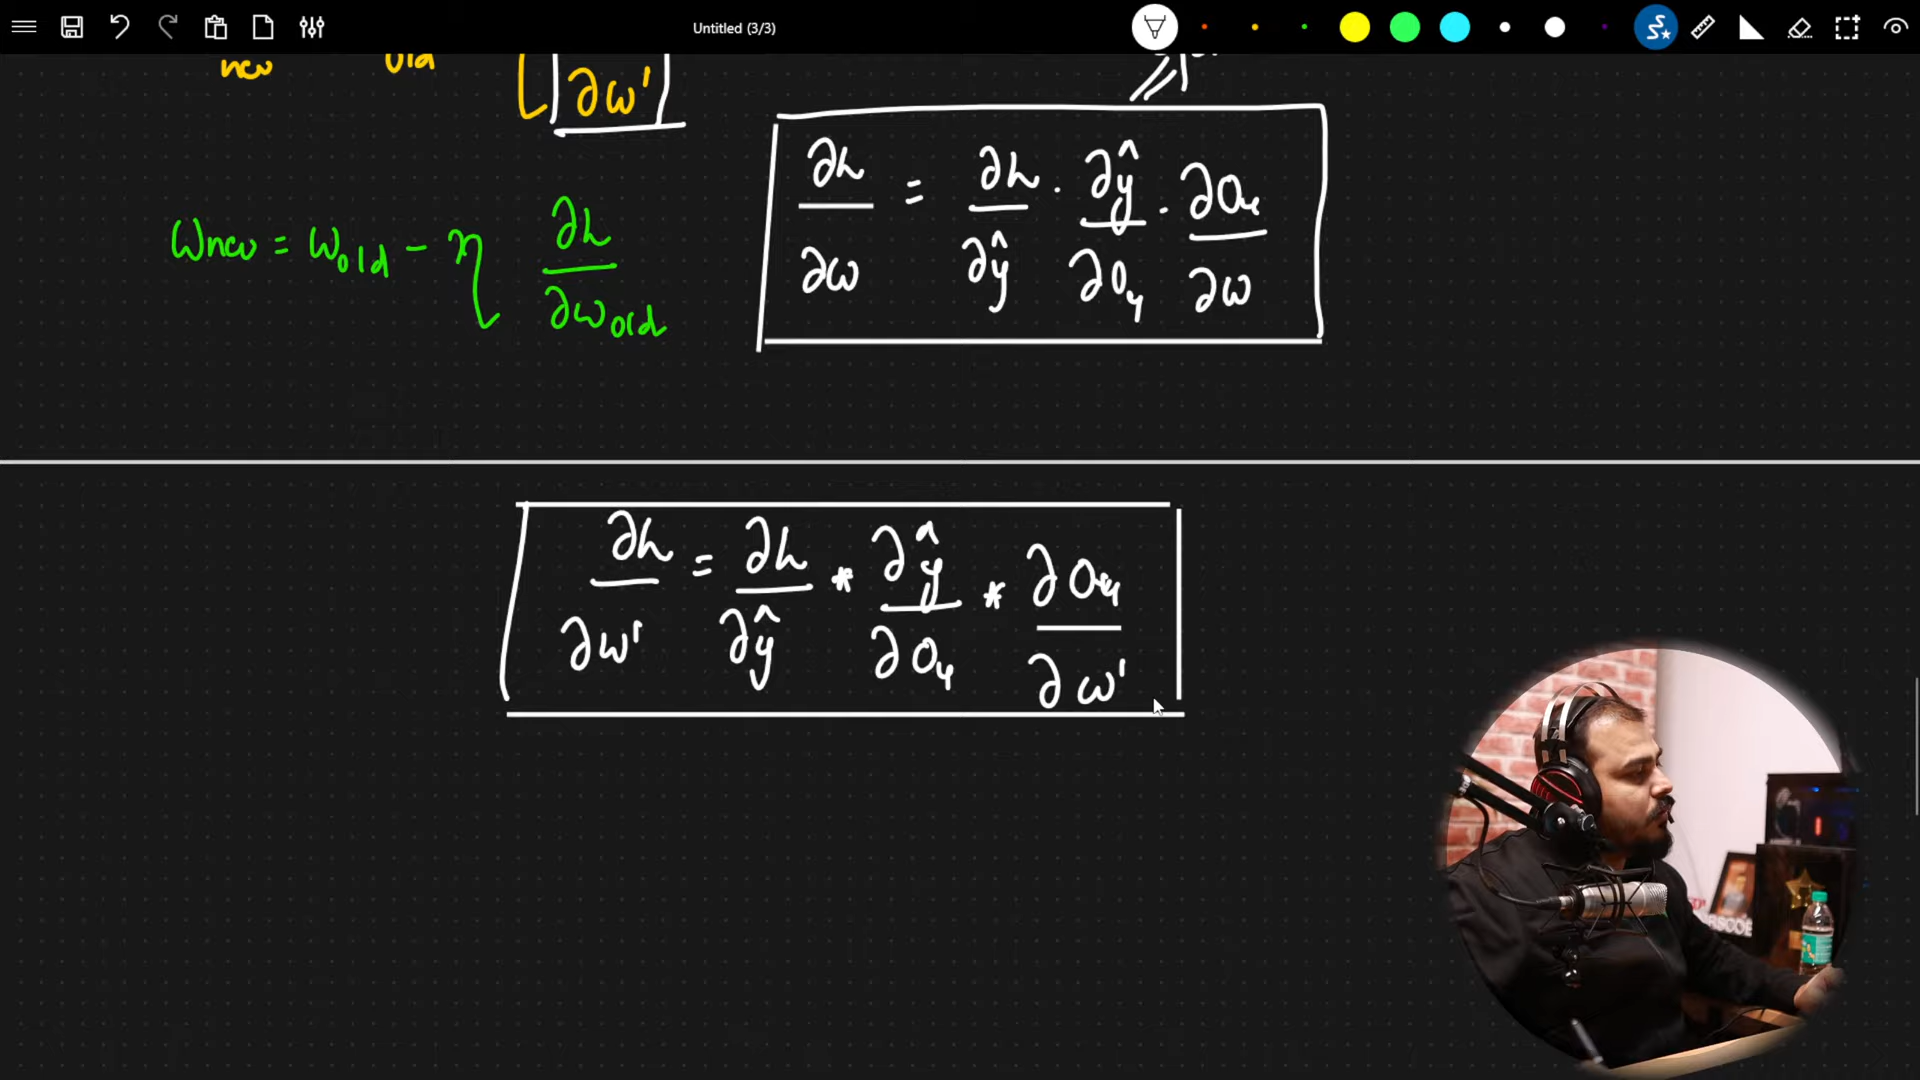 Untitled (3/3)
new old ∂w'
Wnew = Wold - η ∂L/∂Wold
∂L/∂w = ∂L/∂ŷ . ∂ŷ/∂O₄ . ∂O₄/∂w
∂L/∂w' = ∂L/∂ŷ * ∂ŷ/∂O₄ * ∂O₄/∂w'